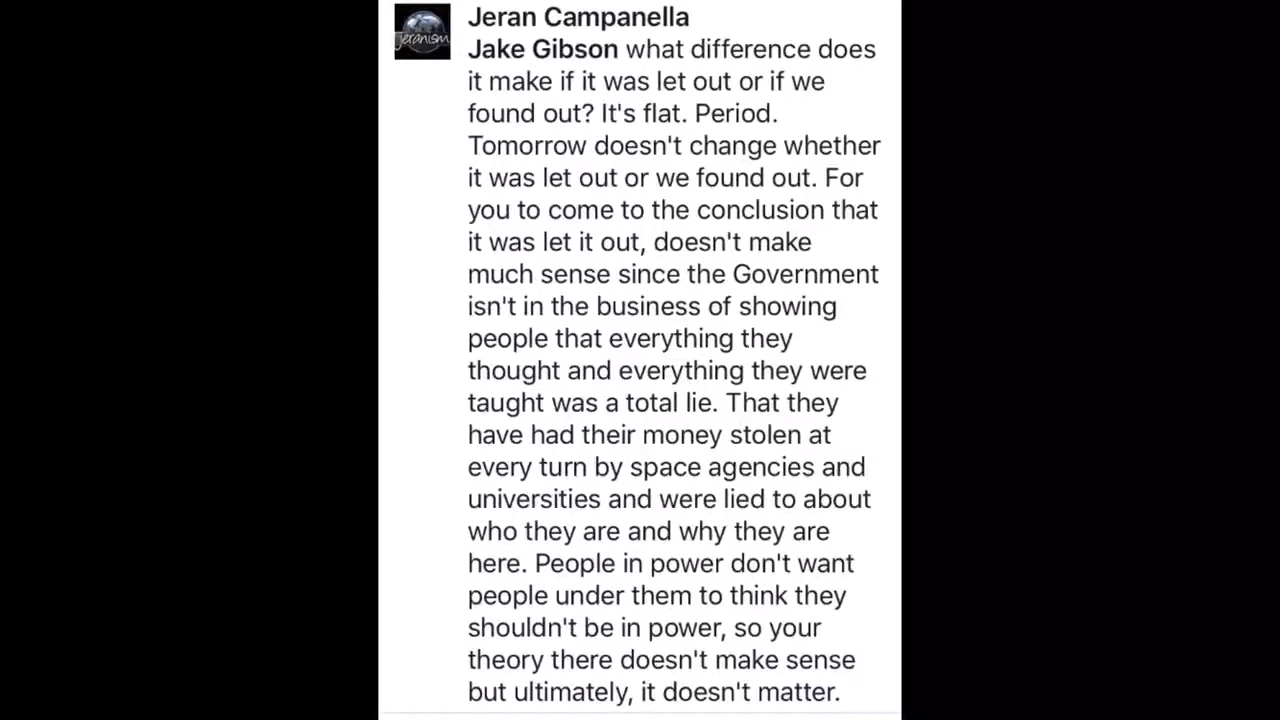 Jeranism
Jeran Campanella
Jake Gibson what difference does
it make if it was let out or if we
found out? It's flat. Period.
Tomorrow doesn't change whether
it was let out or we found out. For
you to come to the conclusion that
it was let it out, doesn't make
much sense since the Government
isn't in the business of showing
people that everything they
thought and everything they were
taught was a total lie. That they
have had their money stolen at
every turn by space agencies and
universities and were lied to about
who they are and why they are
here. People in power don't want
people under them to think they
shouldn't be in power, so your
theory there doesn't make sense
but ultimately, it doesn't matter.